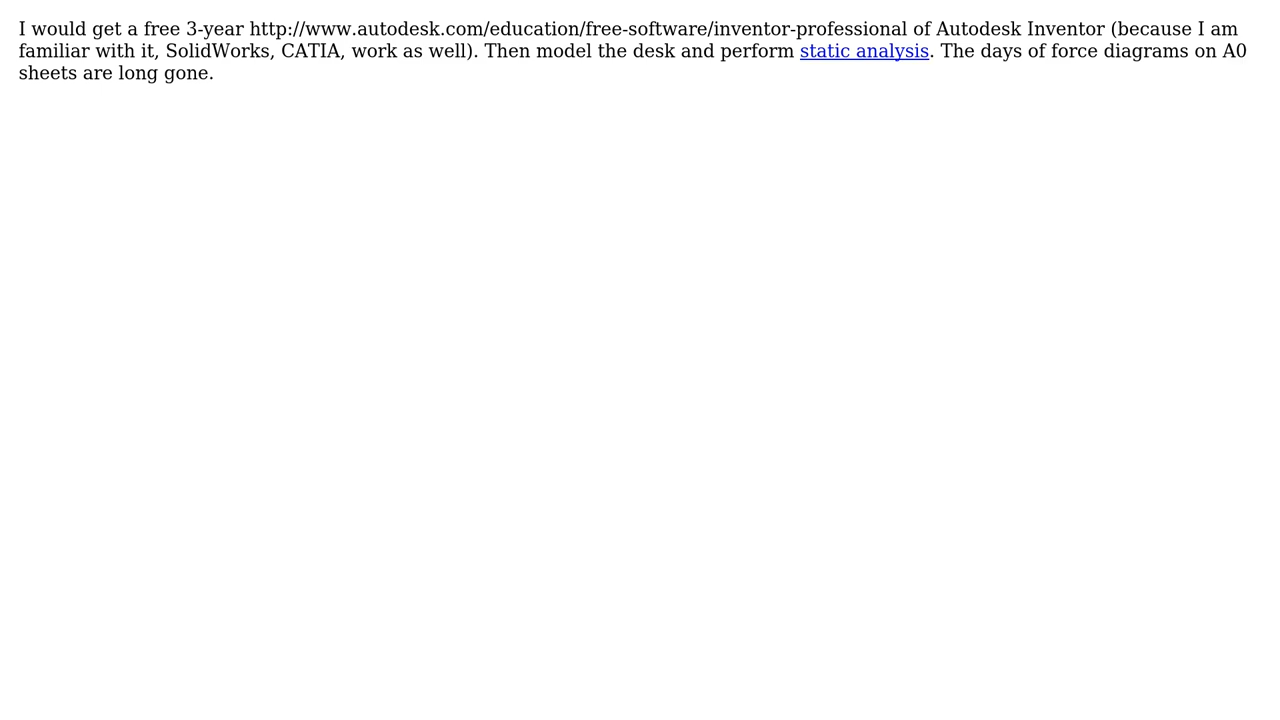 I would get a free 3-year http://www.autodesk.com/education/free-software/inventor-professional of Autodesk Inventor (because I am
familiar with it, SolidWorks, CATIA, work as well). Then model the desk and perform static analysis. The days of force diagrams on A0
sheets are long gone.